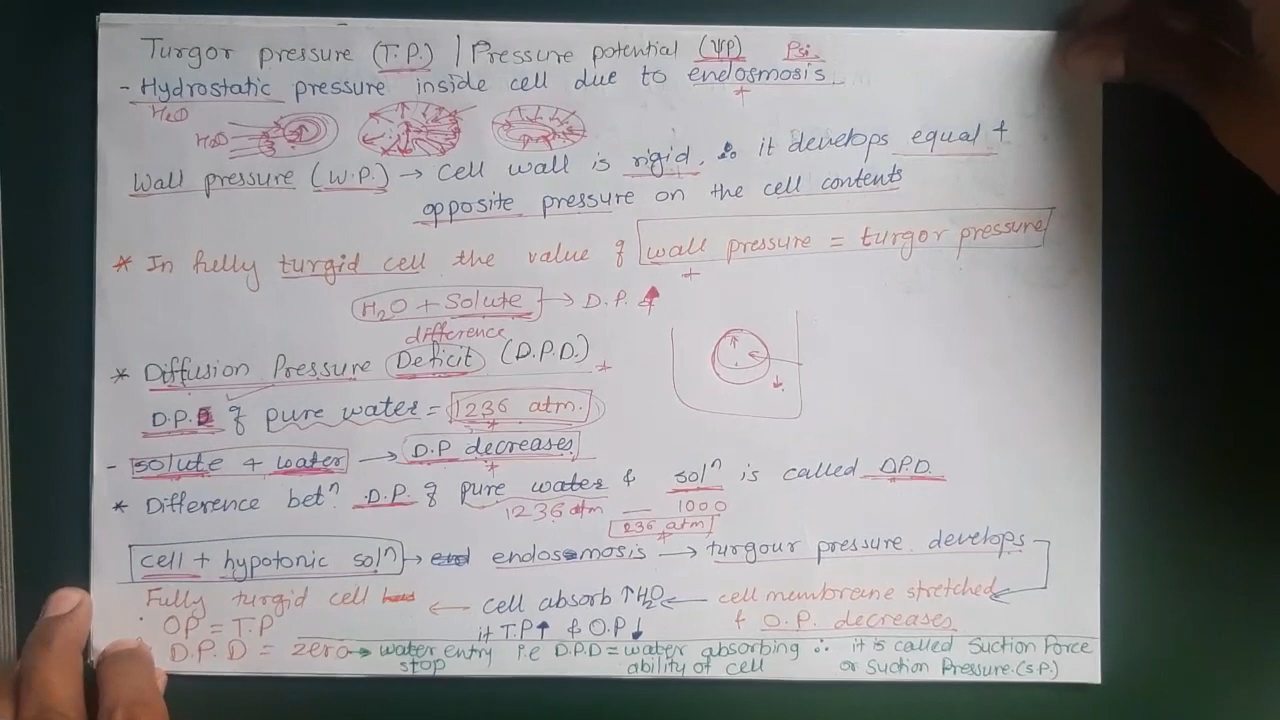 Turgor pressure (T.P.) | Pressure potential (Ψp) Psi.
- Hydrostatic pressure inside cell due to endosmosis.
H₂O
H₂O
Wall pressure (W.P.) → cell wall is rigid. ∴ it develops equal +
opposite pressure on the cell contents
* In fully turgid cell the value of wall pressure = turgor pressure
H₂O + Solute → D.P. ↓
difference
* Diffusion Pressure Deficit (D.P.D.)
D.P. of pure water = 1236 atm.
- solute + water → D.P decreases
* Difference betⁿ. D.P. of pure water & solⁿ is called D.P.D.
1236 atm — 1000
236 atm
cell + hypotonic solⁿ → endosmosis → turgour pressure develops
Fully turgid cell ← cell absorb ↑H₂O ← cell membrane stretched
∴ OP = T.P it T.P↑ & O.P↓ & O.P. decreases
D.P.D = zero → water entry i.e D.P.D = water absorbing ∴ it is called Suction Force
stop ability of cell or Suction Pressure.(S.P.)